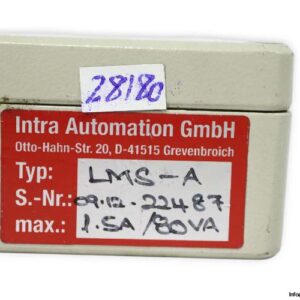 28180
Intra Automation GmbH
Otto-Hahn-Str. 20, D-41515 Grevenbroich
Typ: LMS-A
S.-Nr.: 09.12-22487
max.: 1.5A/80VA